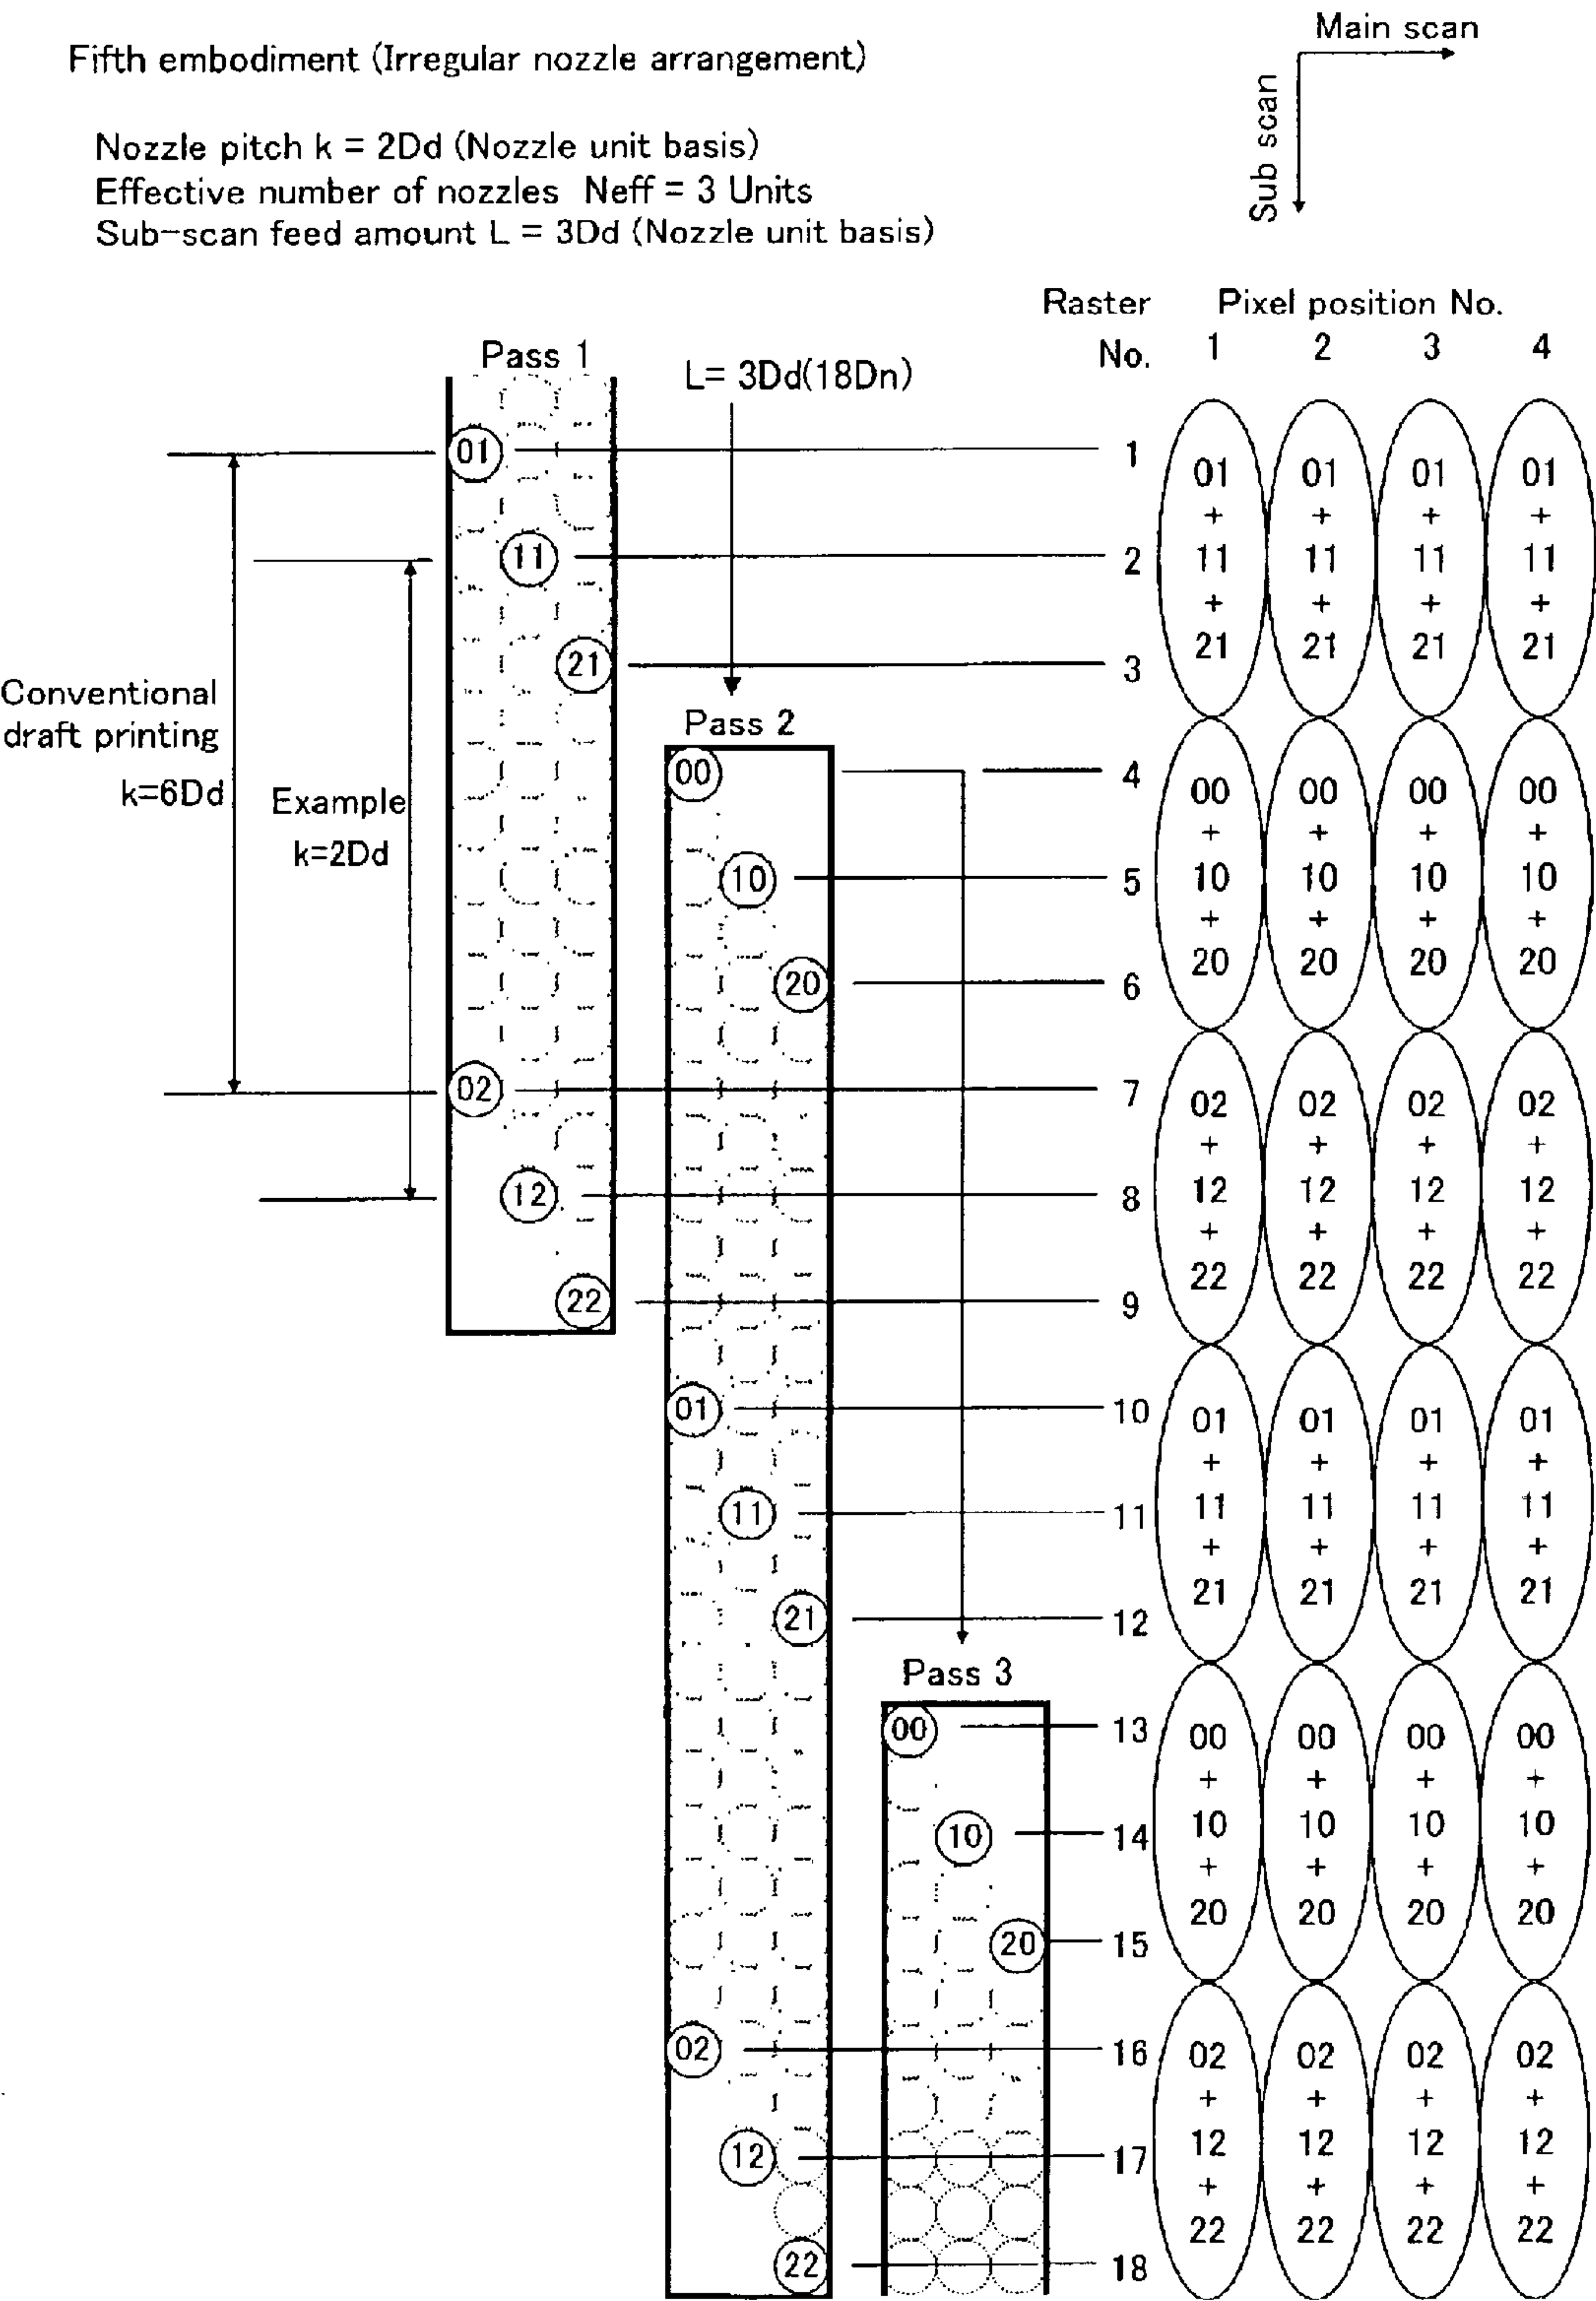 Main scan
Fifth embodiment (Irregular nozzle arrangement)
Sub scan
Nozzle pitch k = 2Dd (Nozzle unit basis)
Effective number of nozzles Neff = 3 Units
Sub-scan feed amount L = 3Dd (Nozzle unit basis)
Raster Pixel position No.
No. 1 2 3 4
Pass 1
L= 3Dd(18Dn)
01 1 01 01 01 01
+ + + +
11 2 11 11 11 11
+ + + +
21 3 21 21 21 21
Conventional
draft printing
k=6Dd
Example
k=2Dd
Pass 2
00 4 00 00 00 00
+ + + +
10 5 10 10 10 10
+ + + +
20 6 20 20 20 20
02 7 02 02 02 02
+ + + +
12 8 12 12 12 12
+ + + +
22 9 22 22 22 22
01 10 01 01 01 01
+ + + +
11 11 11 11 11 11
+ + + +
21 12 21 21 21 21
Pass 3
00 13 00 00 00 00
+ + + +
10 14 10 10 10 10
+ + + +
20 15 20 20 20 20
02 16 02 02 02 02
+ + + +
12 17 12 12 12 12
+ + + +
22 18 22 22 22 22